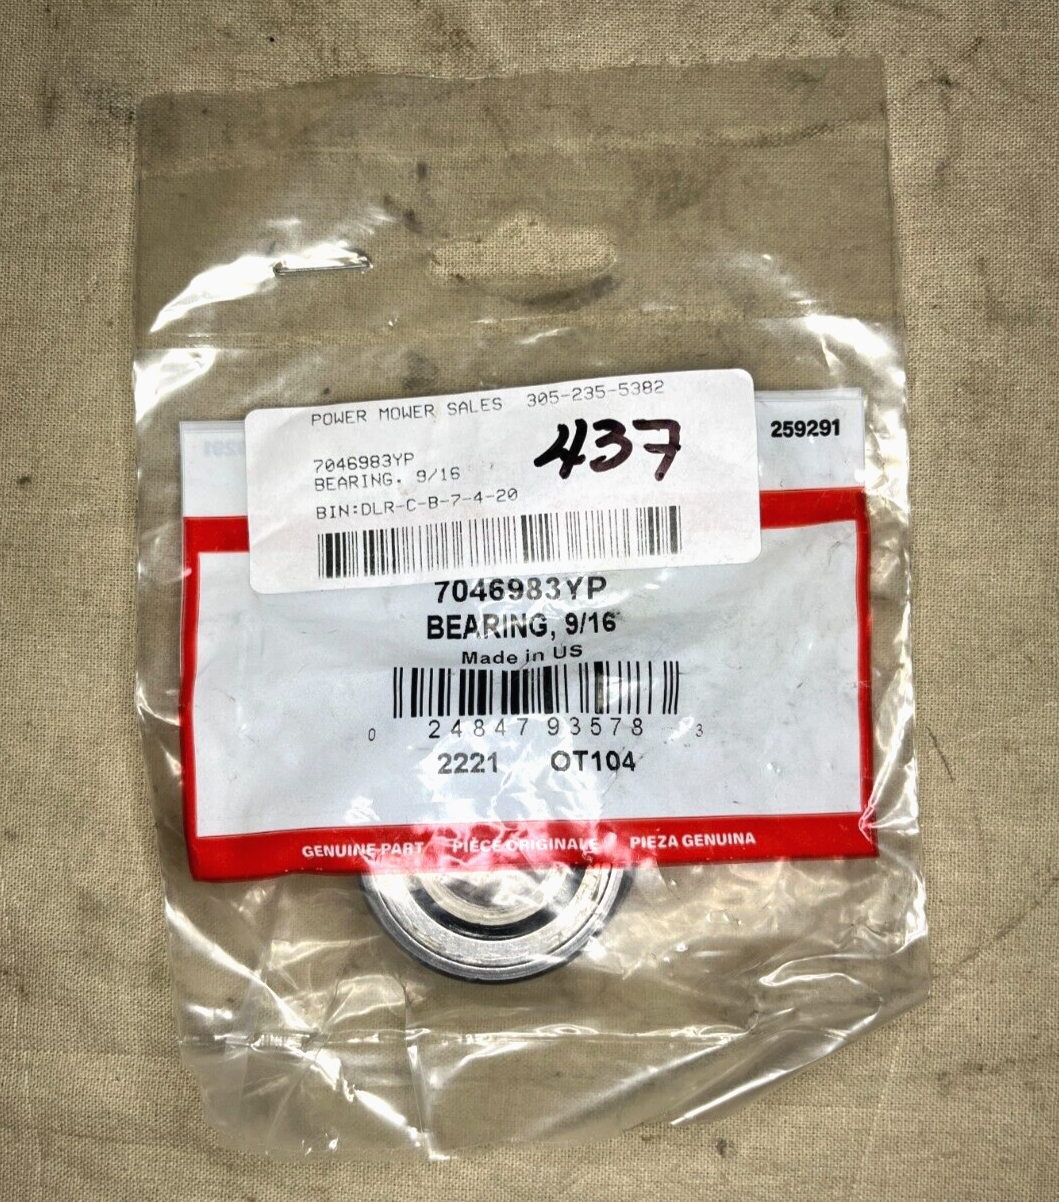 POWER MOWER SALES 305-235-5382
437
259291
7046983YP
BEARING. 9/16
BIN:DLR-C-B-7-4-20
7046983YP
BEARING, 9/16
Made in US
0 24847 93578 3
2221 OT104
GENUINE PART PIÈCE ORIGINALE PIEZA GENUINA